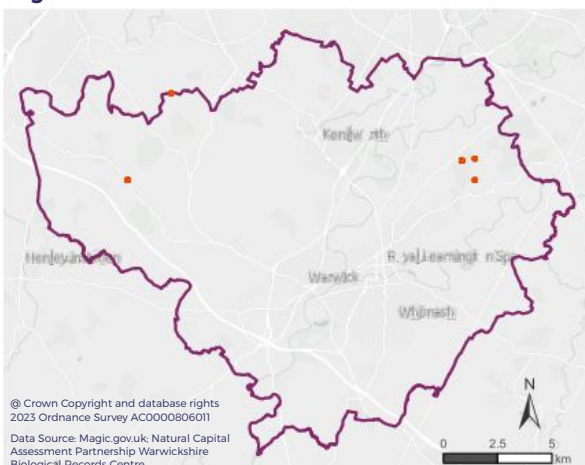 Warwick
N
@ Crown Copyright and database rights
2023 Ordnance Survey AC0000806011
Data Source: Magic.gov.uk; Natural Capital
Assessment Partnership Warwickshire
Biological Records Centre
0 2.5 5
km